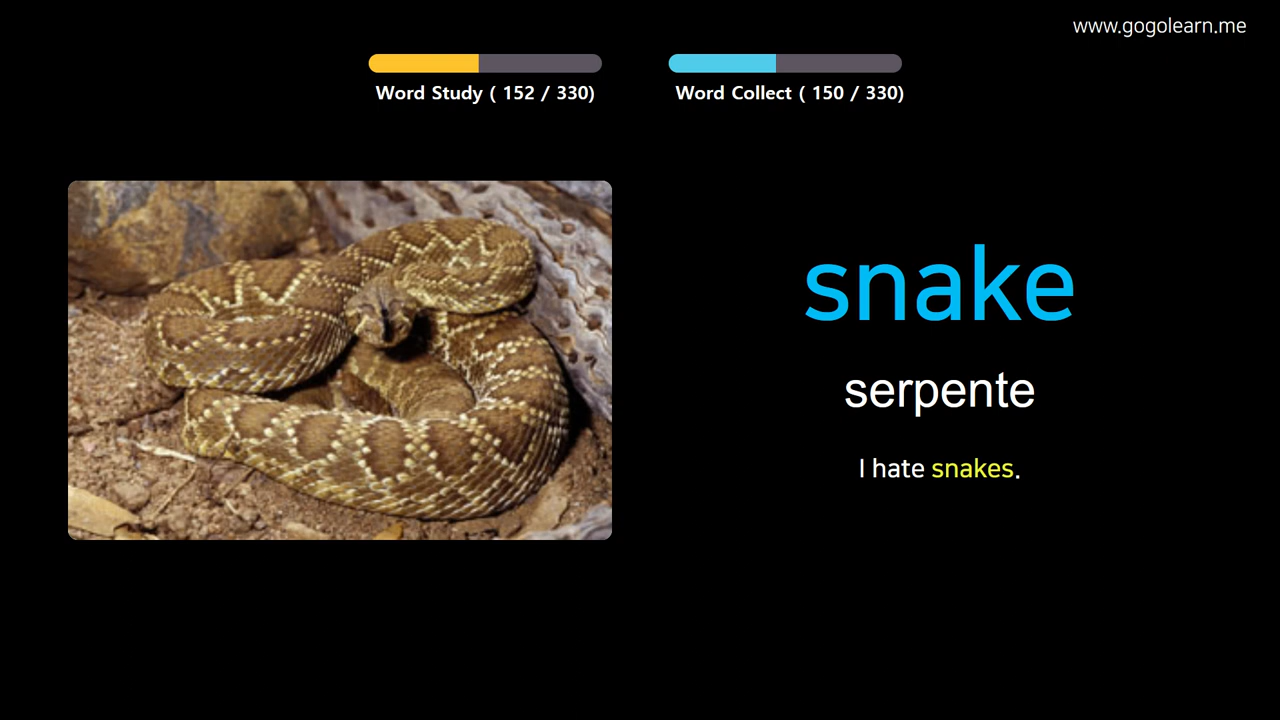 www.gogolearn.me
Word Study ( 152 / 330)
Word Collect ( 150 / 330)
snake
serpente
I hate snakes.